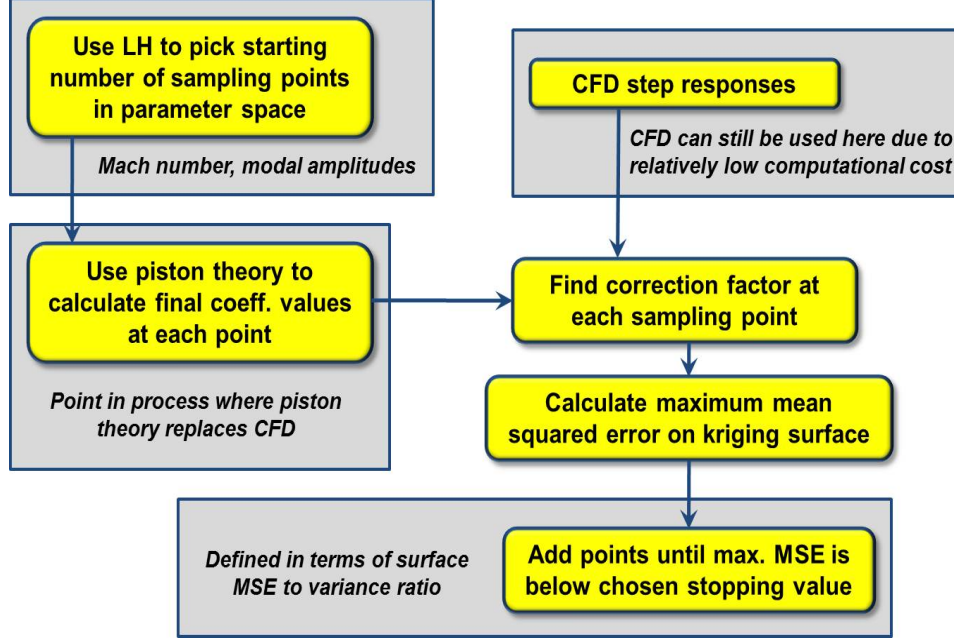 Use LH to pick starting
number of sampling points
in parameter space
Mach number, modal amplitudes
CFD step responses
CFD can still be used here due to
relatively low computational cost
Use piston theory to
calculate final coeff. values
at each point
Point in process where piston
theory replaces CFD
Find correction factor at
each sampling point
Calculate maximum mean
squared error on kriging surface
Defined in terms of surface
MSE to variance ratio
Add points until max. MSE is
below chosen stopping value